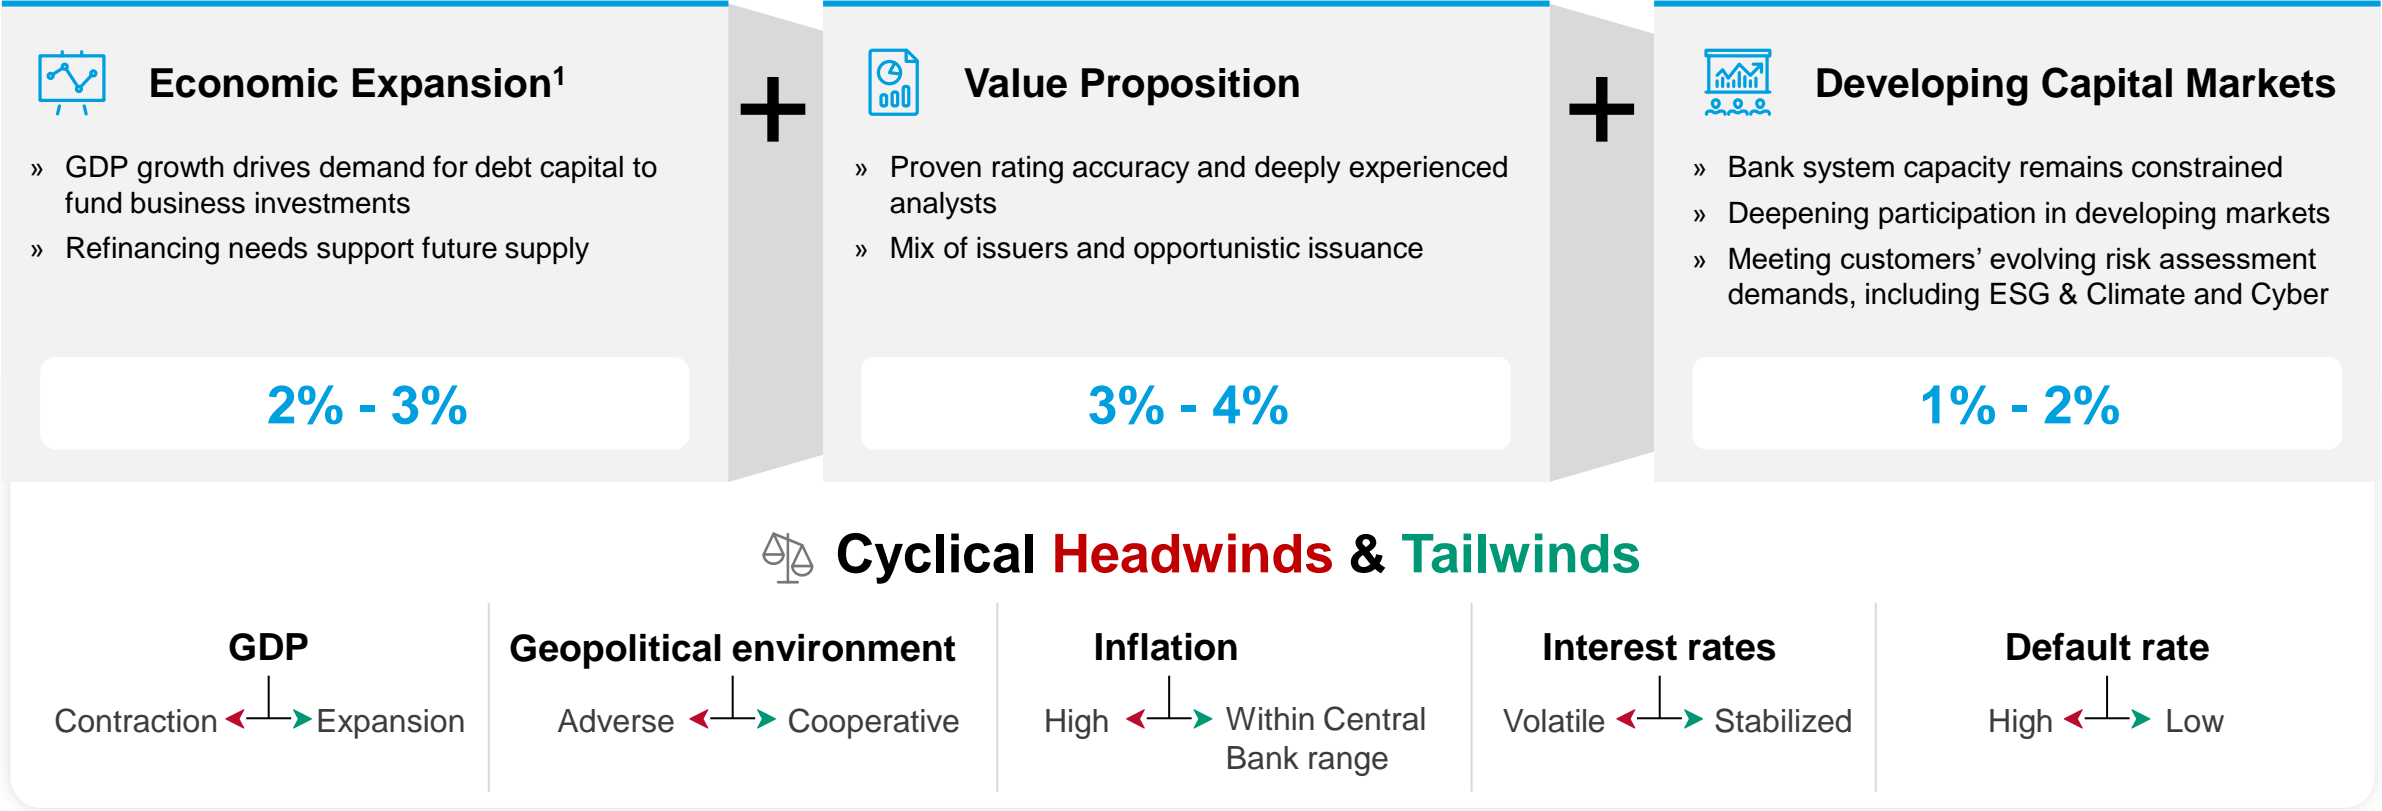 Economic Expansion¹
» GDP growth drives demand for debt capital to
fund business investments
» Refinancing needs support future supply
2% - 3%
+
Value Proposition
» Proven rating accuracy and deeply experienced
analysts
» Mix of issuers and opportunistic issuance
3% - 4%
+
Developing Capital Markets
» Bank system capacity remains constrained
» Deepening participation in developing markets
» Meeting customers’ evolving risk assessment
demands, including ESG & Climate and Cyber
1% - 2%
Cyclical Headwinds & Tailwinds
GDP
Contraction Expansion
Geopolitical environment
Adverse Cooperative
Inflation
High Within Central
Bank range
Interest rates
Volatile Stabilized
Default rate
High Low